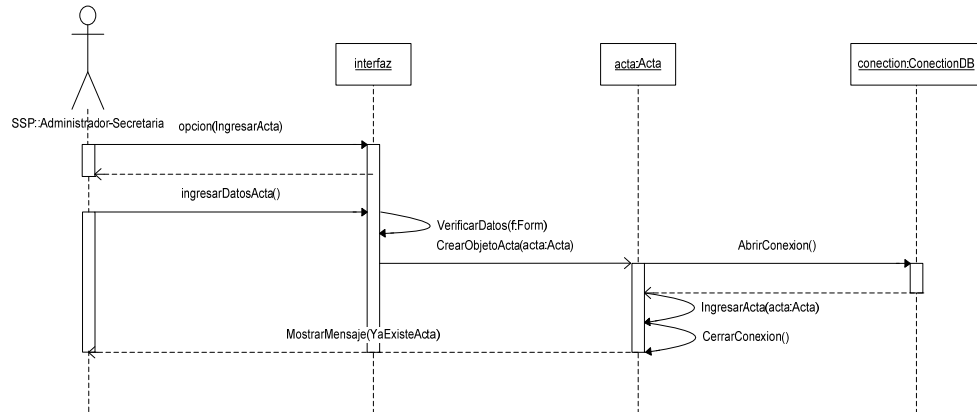 interfaz
acta:Acta
conection:ConectionDB
SSP::Administrador-Secretaria
opcion(IngresarActa)
ingresarDatosActa()
VerificarDatos(f:Form)
CrearObjetoActa(acta:Acta)
AbrirConexion()
IngresarActa(acta:Acta)
MostrarMensaje(YaExisteActa)
CerrarConexion()